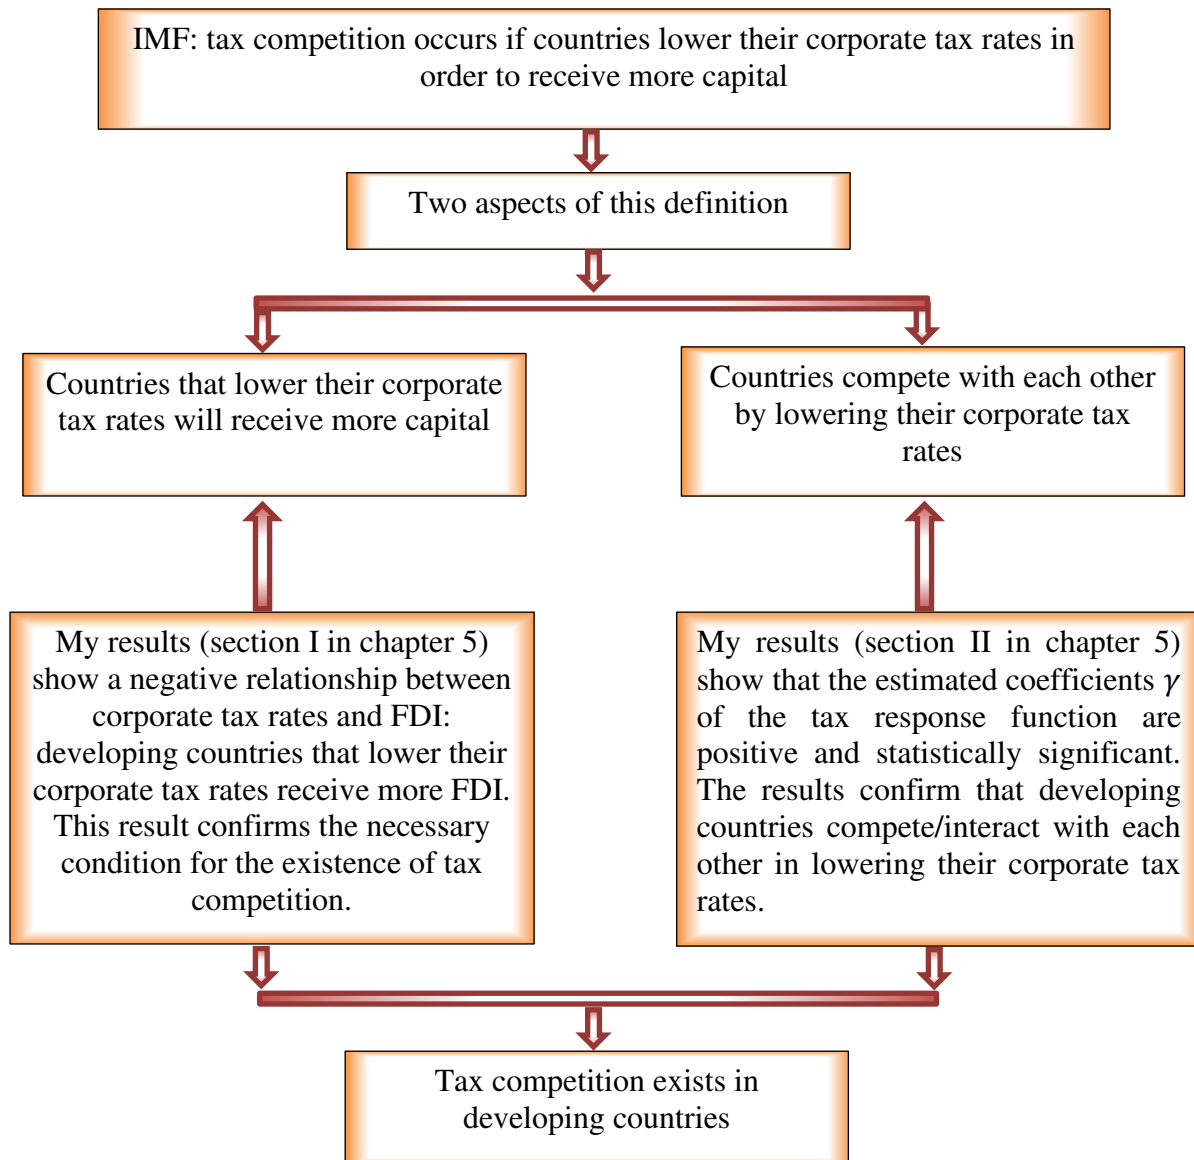 IMF: tax competition occurs if countries lower their corporate tax rates in
order to receive more capital
Two aspects of this definition
Countries that lower their corporate
tax rates will receive more capital
Countries compete with each other
by lowering their corporate tax
rates
My results (section I in chapter 5)
show a negative relationship between
corporate tax rates and FDI:
developing countries that lower their
corporate tax rates receive more FDI.
This result confirms the necessary
condition for the existence of tax
competition.
My results (section II in chapter 5)
show that the estimated coefficients γ
of the tax response function are
positive and statistically significant.
The results confirm that developing
countries compete/interact with each
other in lowering their corporate tax
rates.
Tax competition exists in
developing countries